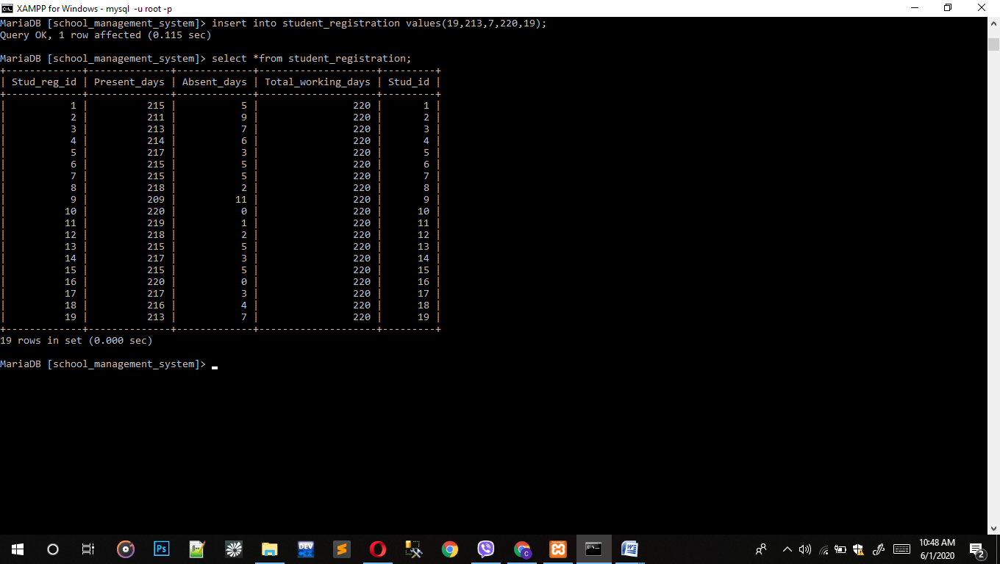 XAMPP for Windows - mysql  -u root -p
MariaDB [school_management_system]> insert into student_registration values(19,213,7,220,19);
Query OK, 1 row affected (0.115 sec)
MariaDB [school_management_system]> select *from student_registration;
+-------------+--------------+-------------+--------------------+---------+
| Stud_reg_id | Present_days | Absent_days | Total_working_days | Stud_id |
+-------------+--------------+-------------+--------------------+---------+
|           1 |          215 |           5 |                220 |       1 |
|           2 |          211 |           9 |                220 |       2 |
|           3 |          213 |           7 |                220 |       3 |
|           4 |          214 |           6 |                220 |       4 |
|           5 |          217 |           3 |                220 |       5 |
|           6 |          215 |           5 |                220 |       6 |
|           7 |          215 |           5 |                220 |       7 |
|           8 |          218 |           2 |                220 |       8 |
|           9 |          209 |          11 |                220 |       9 |
|          10 |          220 |           0 |                220 |      10 |
|          11 |          219 |           1 |                220 |      11 |
|          12 |          218 |           2 |                220 |      12 |
|          13 |          215 |           5 |                220 |      13 |
|          14 |          217 |           3 |                220 |      14 |
|          15 |          215 |           5 |                220 |      15 |
|          16 |          220 |           0 |                220 |      16 |
|          17 |          217 |           3 |                220 |      17 |
|          18 |          216 |           4 |                220 |      18 |
|          19 |          213 |           7 |                220 |      19 |
+-------------+--------------+-------------+--------------------+---------+
19 rows in set (0.000 sec)
MariaDB [school_management_system]>
Ps
DEV
C
10:48 AM
6/1/2020
2